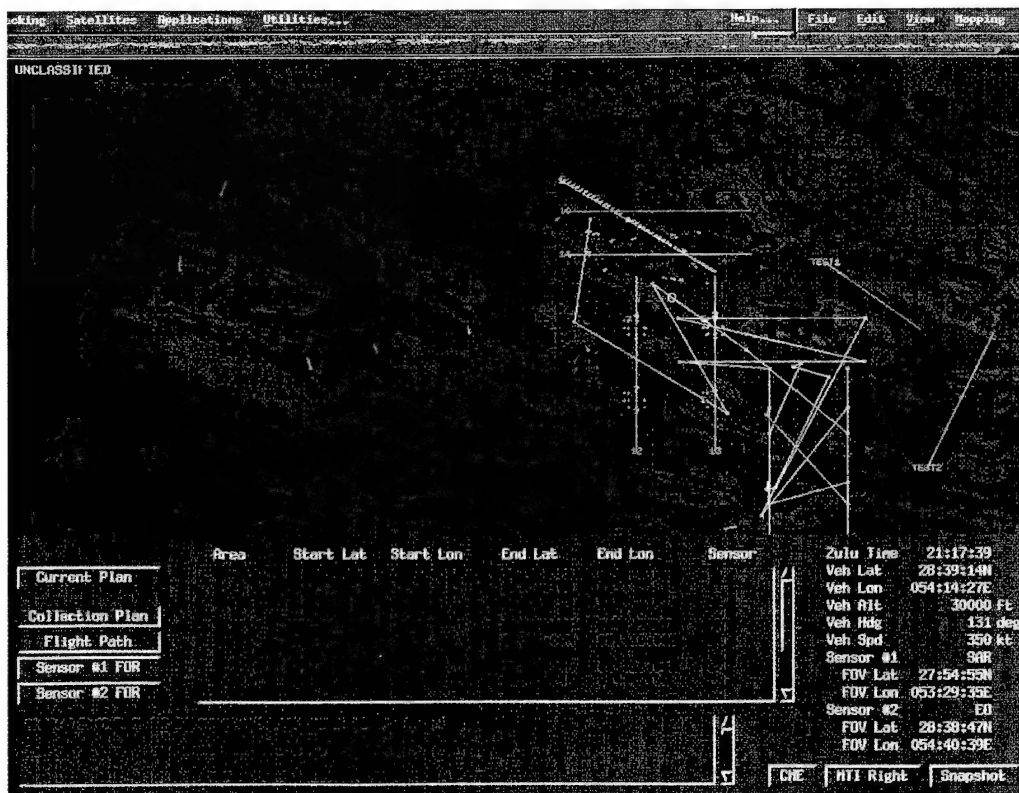 ocking Satellites Applications Utilities... Help... File Edit View Mapping
UNCLASSIFIED
TEST1
12 13
TEST2
Area Start Lat Start Lon End Lat End Lon Sensor
Current Plan
Collection Plan
Flight Path
Sensor #1 FOR
Sensor #2 FOR
Zulu Time 21:17:39
Veh Lat 28:39:14N
Veh Lon 054:14:27E
Veh Alt 30000 Ft
Veh Hdg 131 deg
Veh Spd 350 kt
Sensor #1 SAR
FOV Lat 27:54:55N
FOV Lon 053:29:35E
Sensor #2 EO
FOV Lat 28:38:47N
FOV Lon 054:40:39E
CME MTI Right Snapshot